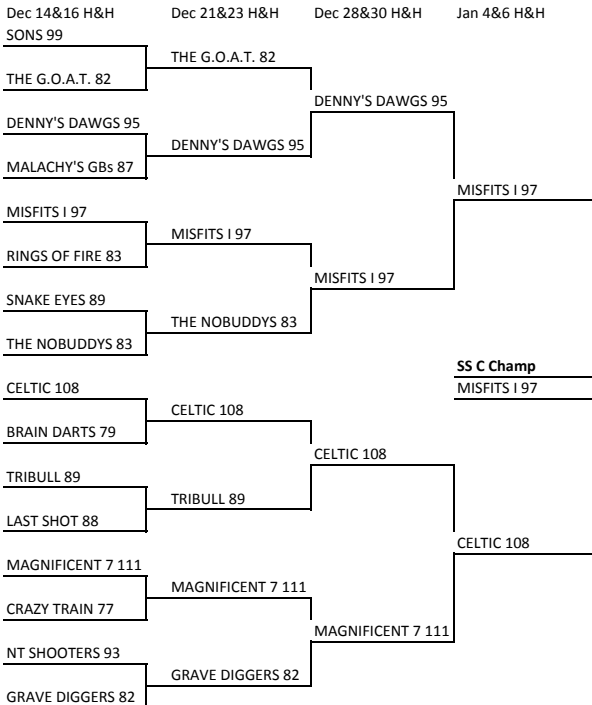 Dec 14&16 H&H Dec 21&23 H&H Dec 28&30 H&H Jan 4&6 H&H
SONS 99
THE G.O.A.T. 82
THE G.O.A.T. 82
DENNY'S DAWGS 95
DENNY'S DAWGS 95
DENNY'S DAWGS 95
MALACHY'S GBs 87
MISFITS I 97
MISFITS I 97
MISFITS I 97
RINGS OF FIRE 83
MISFITS I 97
SNAKE EYES 89
THE NOBUDDYS 83
THE NOBUDDYS 83
SS C Champ
CELTIC 108
MISFITS I 97
CELTIC 108
BRAIN DARTS 79
CELTIC 108
TRIBULL 89
TRIBULL 89
LAST SHOT 88
CELTIC 108
MAGNIFICENT 7 111
MAGNIFICENT 7 111
CRAZY TRAIN 77
MAGNIFICENT 7 111
NT SHOOTERS 93
GRAVE DIGGERS 82
GRAVE DIGGERS 82